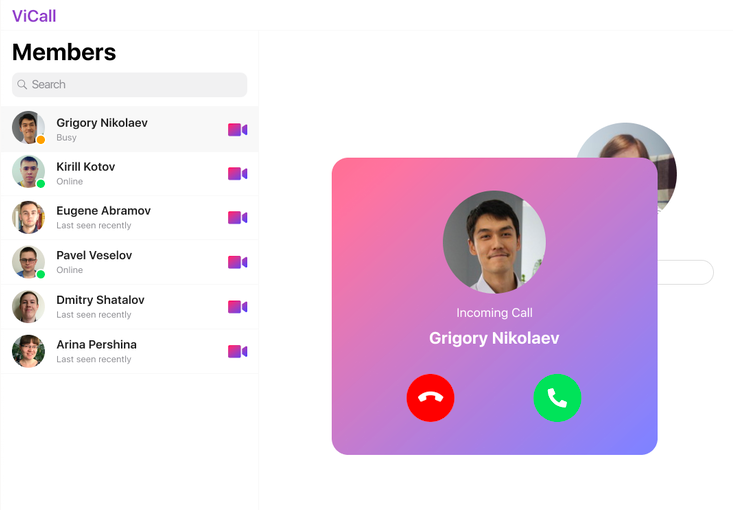 ViCall
Members
Search
Grigory Nikolaev
Busy
Kirill Kotov
Online
Eugene Abramov
Last seen recently
Pavel Veselov
Online
Dmitry Shatalov
Last seen recently
Arina Pershina
Last seen recently
Incoming Call
Grigory Nikolaev